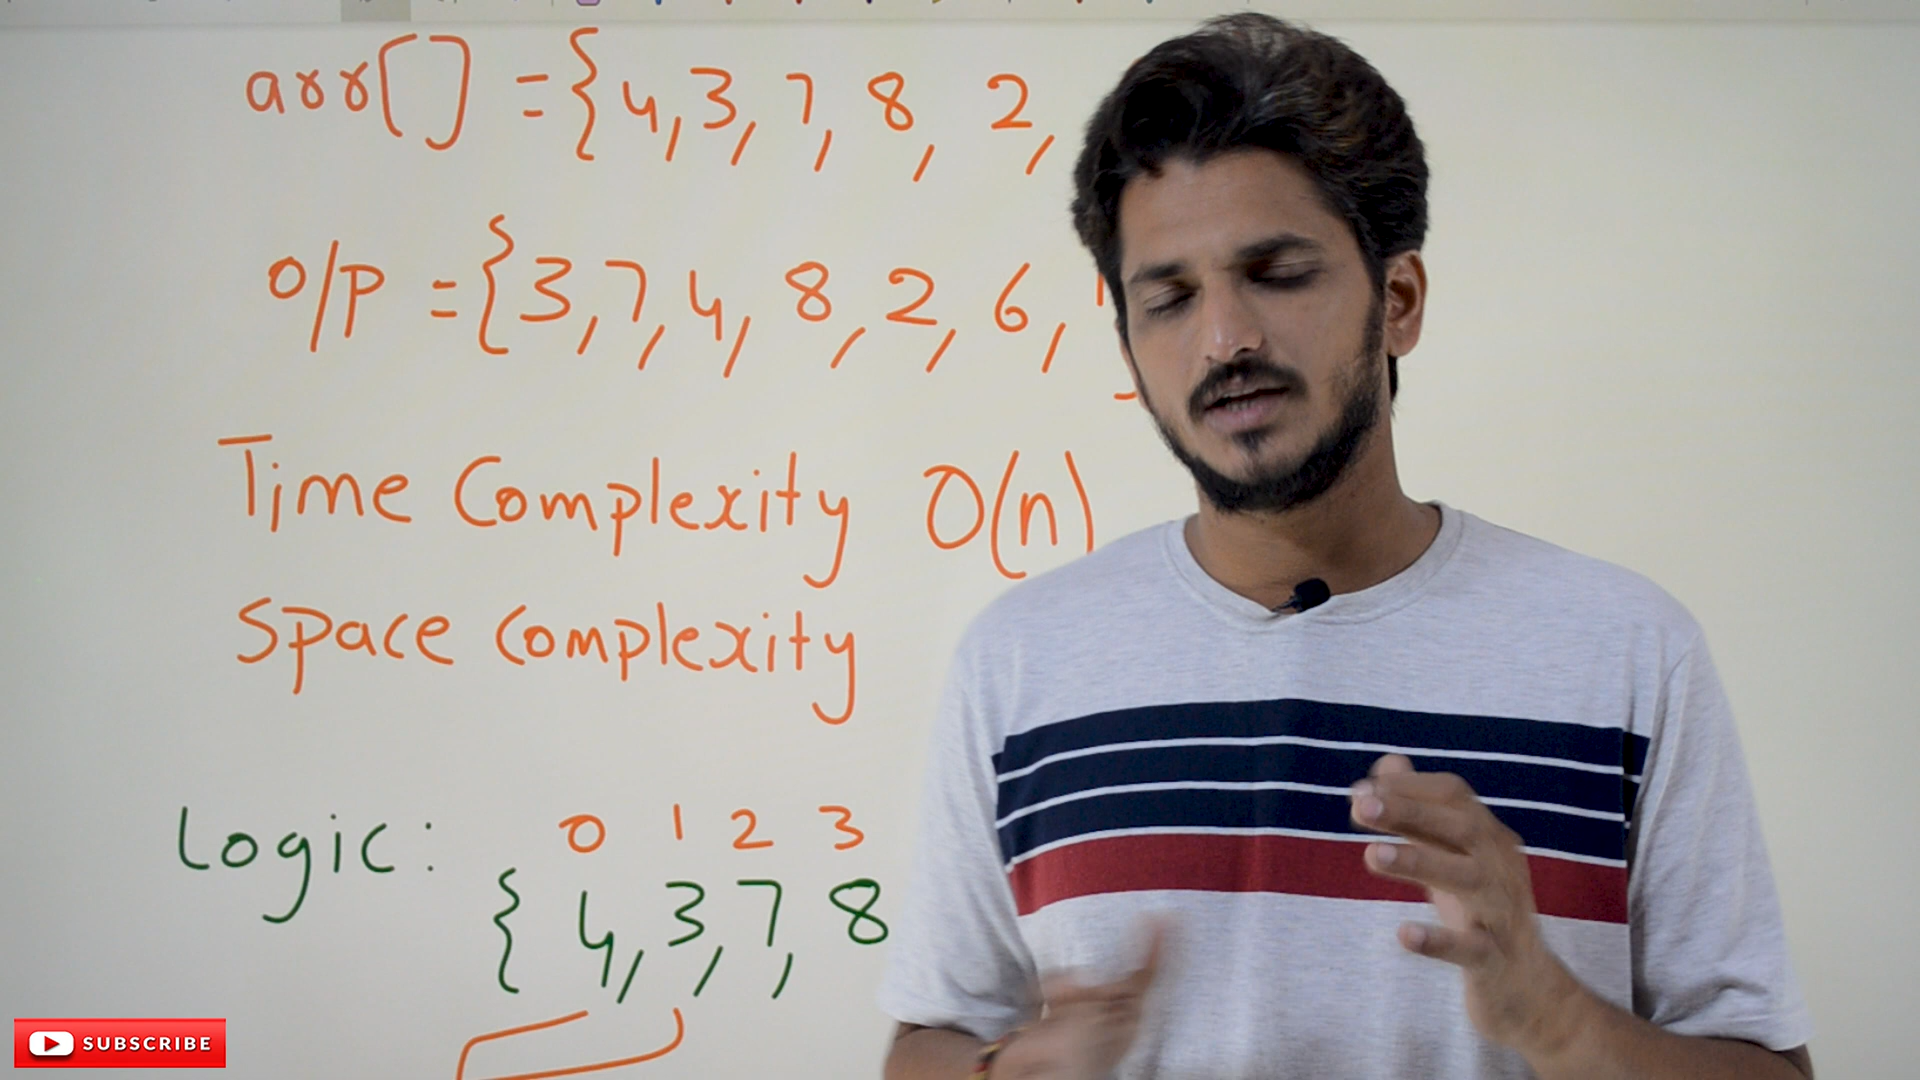 arr[] = {4, 3, 7, 8, 2,
o/p = {3, 7, 4, 8, 2, 6,
Time Complexity O(n)
Space Complexity
Logic: 0 1 2 3
{ 4, 3, 7, 8
SUBSCRIBE